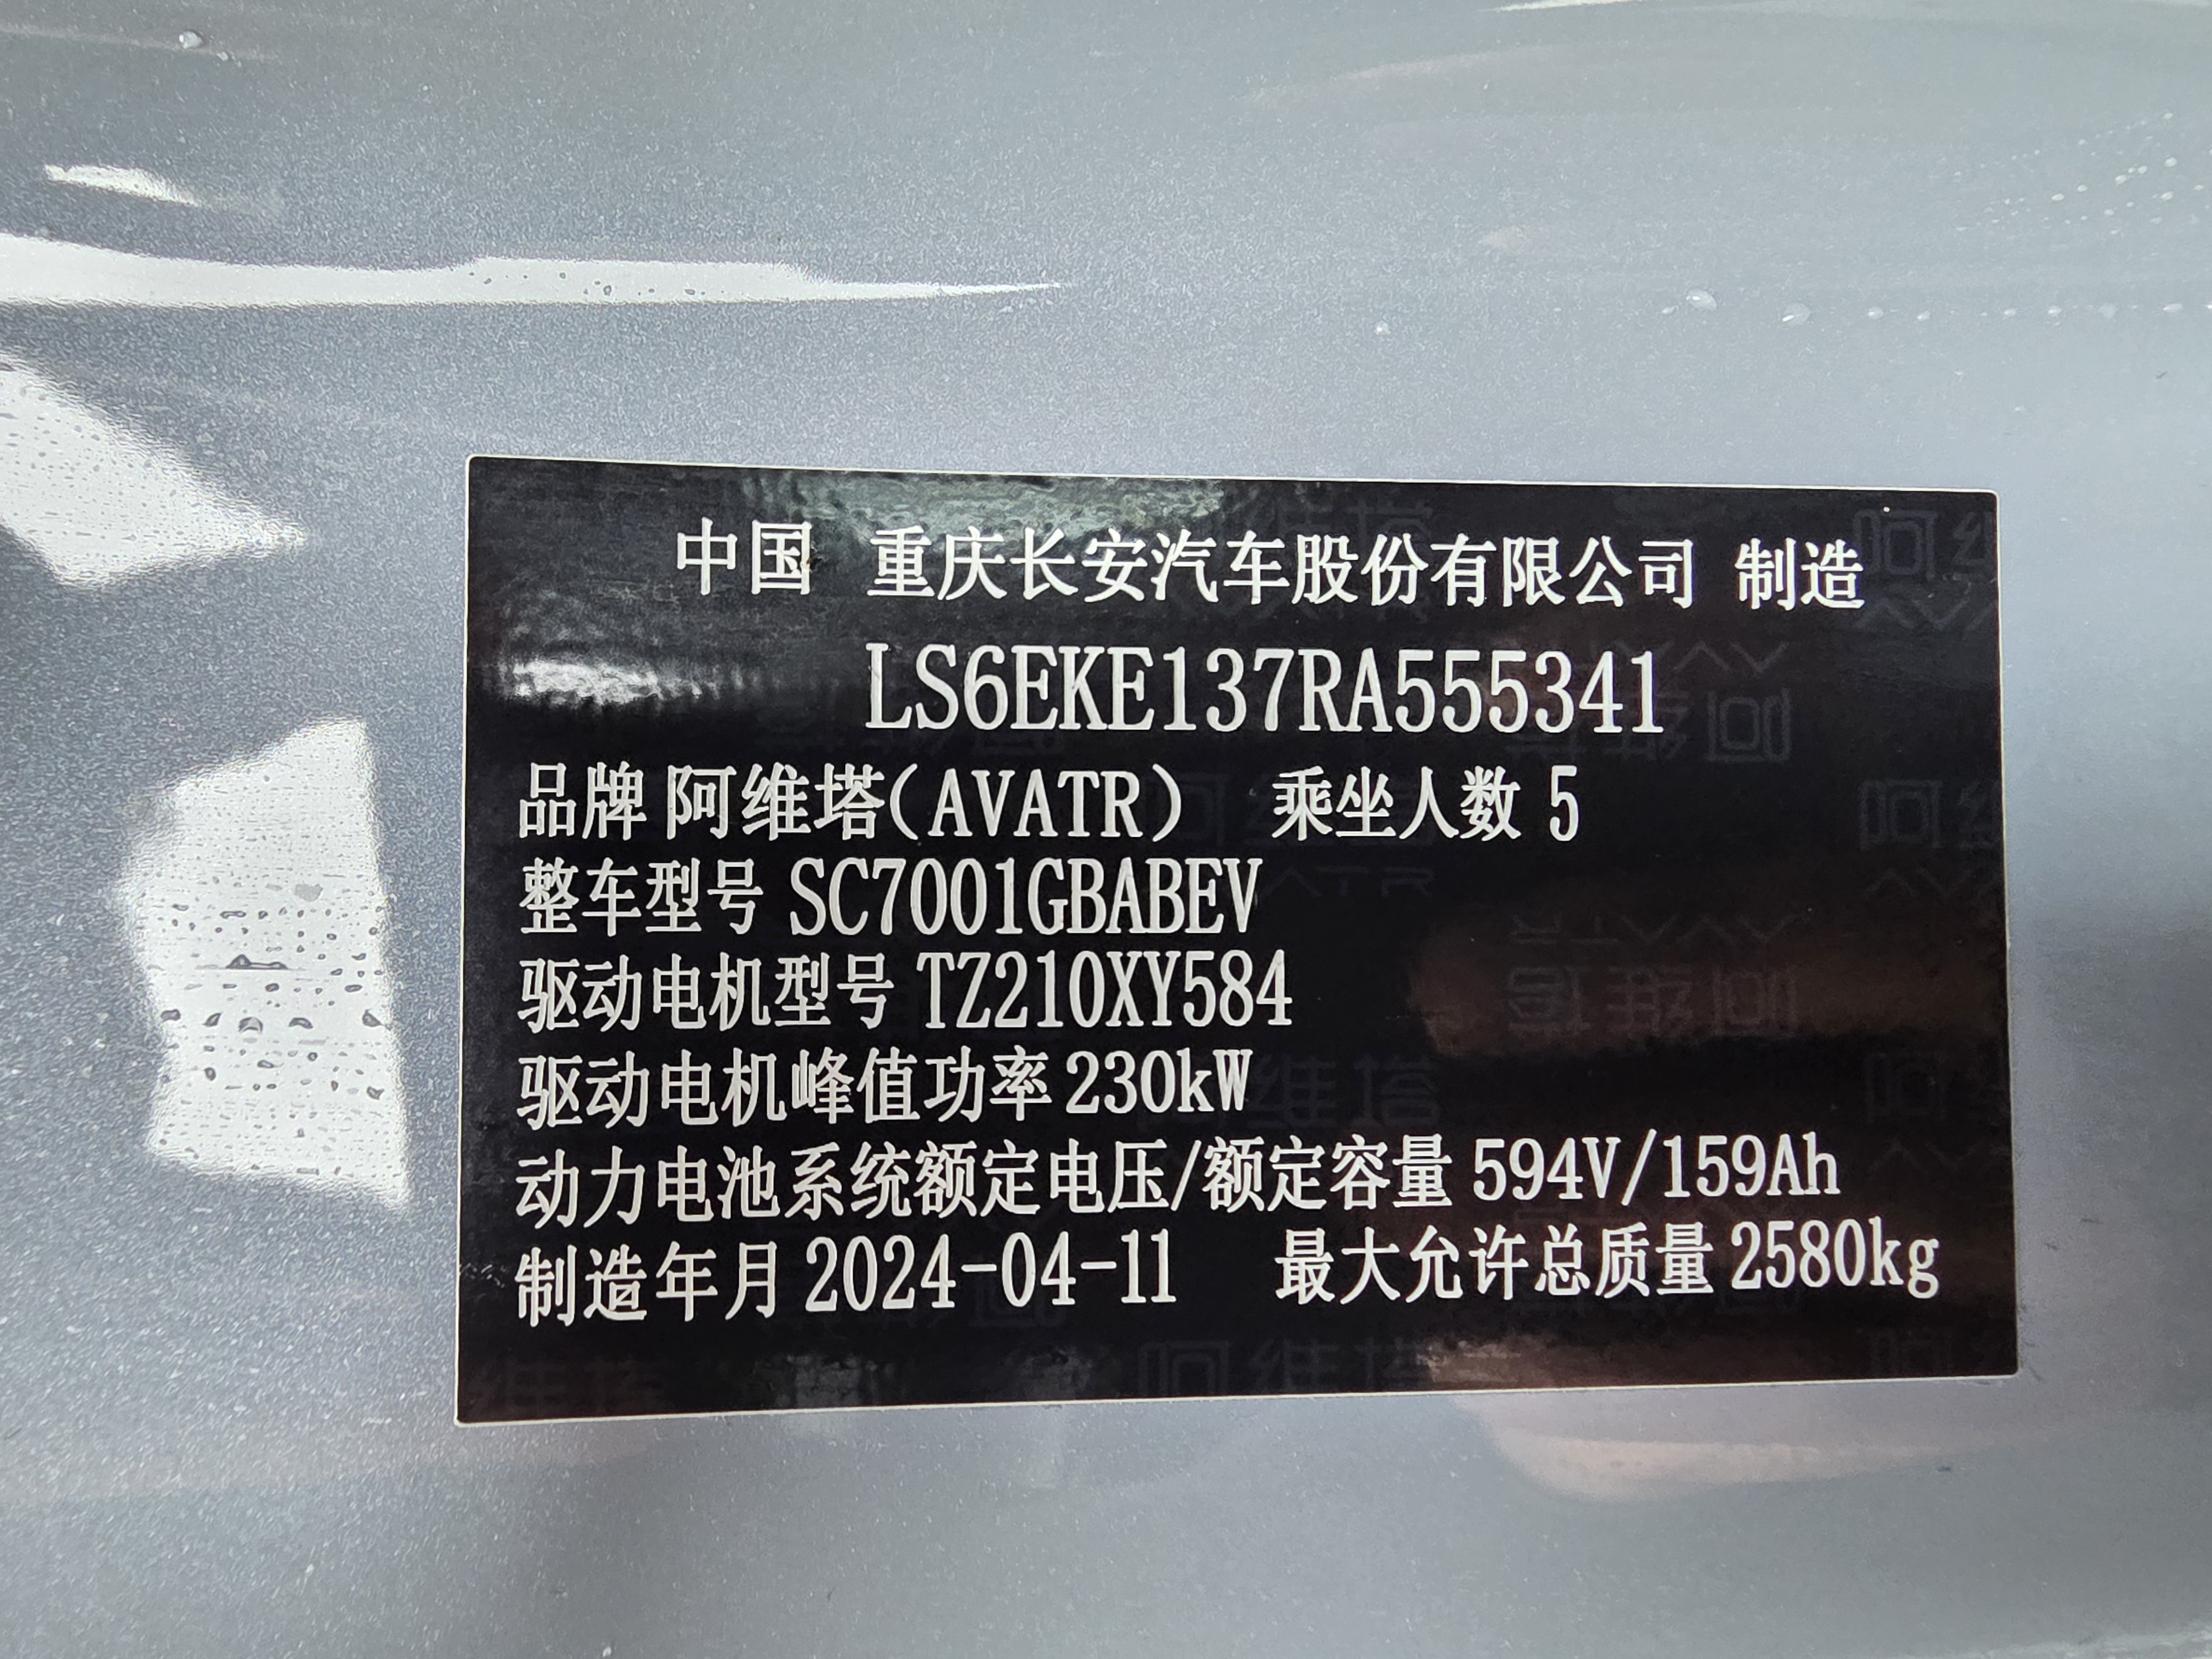 中国 重庆长安汽车股份有限公司 制造
LS6EKE137RA555341
品牌 阿维塔(AVATR) 乘坐人数 5
整车型号 SC7001GBABEV
驱动电机型号 TZ210XY584
驱动电机峰值功率 230kW
动力电池系统额定电压/额定容量 594V/159Ah
制造年月 2024-04-11 最大允许总质量 2580kg